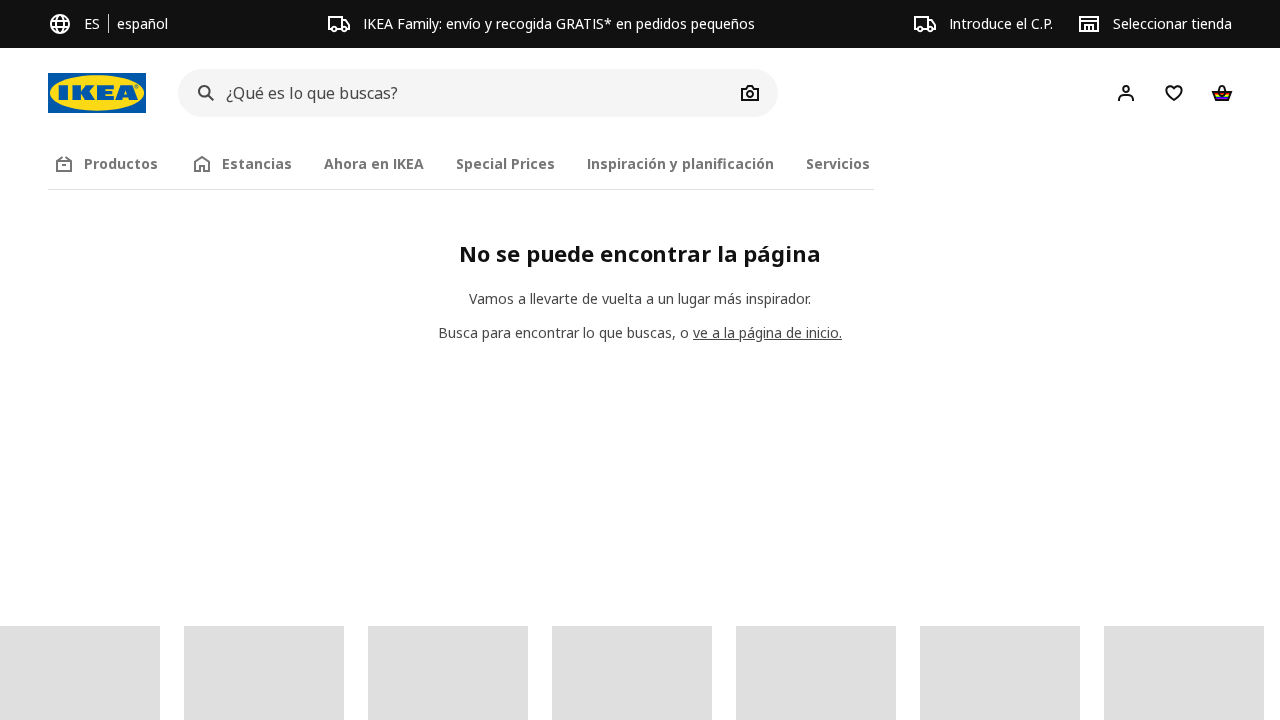 ES español
IKEA Family: envío y recogida GRATIS* en pedidos pequeños
Introduce el C.P.
Seleccionar tienda
IKEA
¿Qué es lo que buscas?
Productos
Estancias
Ahora en IKEA
Special Prices
Inspiración y planificación
Servicios
No se puede encontrar la página
Vamos a llevarte de vuelta a un lugar más inspirador.
Busca para encontrar lo que buscas, o ve a la página de inicio.